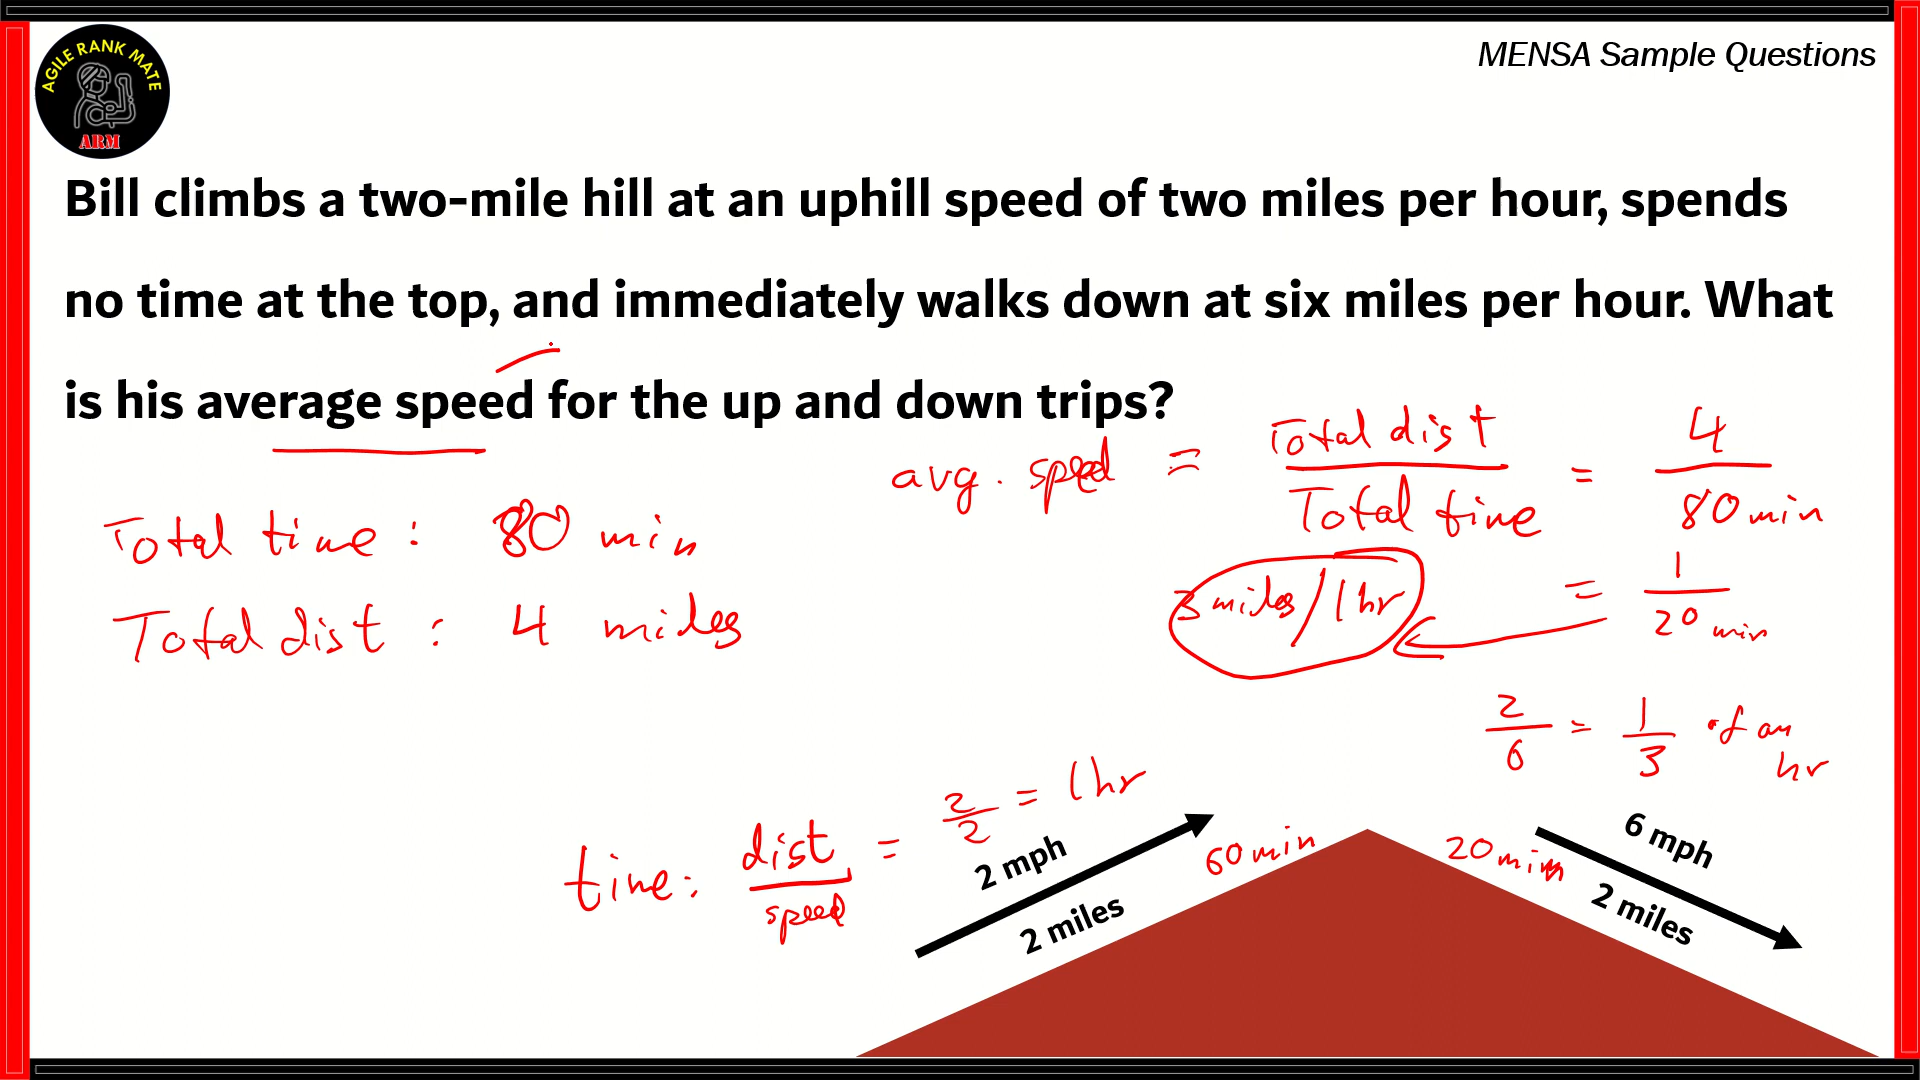 AGILE RANK MATE
ARM
MENSA Sample Questions
Bill climbs a two-mile hill at an uphill speed of two miles per hour, spends
no time at the top, and immediately walks down at six miles per hour. What
is his average speed for the up and down trips?
avg. speed = Total dist / Total time = 4 / 80 min
Total time : 80 min
Total dist : 4 miles
= 1 / 20 min
3 miles/1hr
2/6 = 1/3 of an hr
time: dist/speed = 2/2 = 1hr
2 mph
2 miles
60 min
20 min
6 mph
2 miles